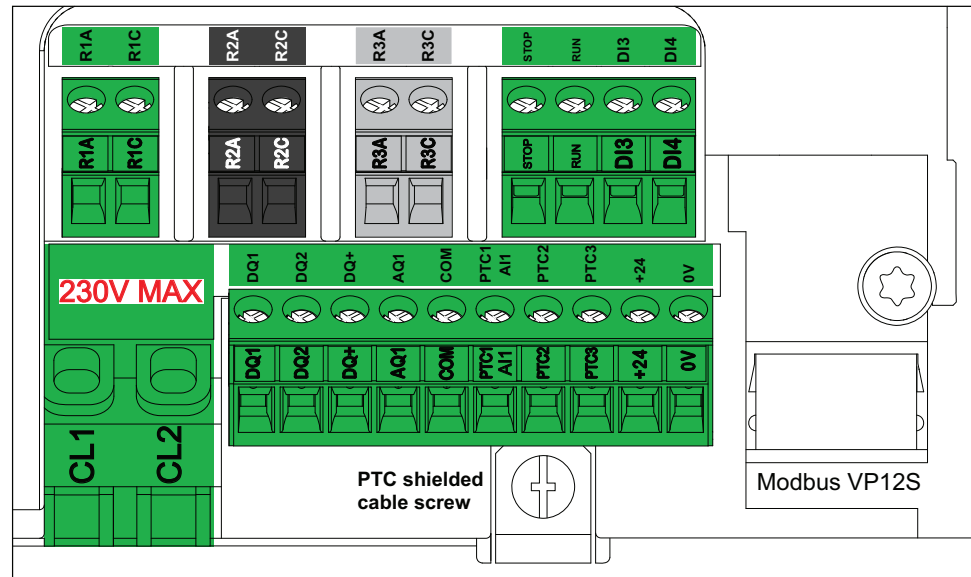 R1A R1C R2A R2C R3A R3C STOP RUN DI3 DI4
R1A R1C R2A R2C R3A R3C STOP RUN DI3 DI4
DQ1 DQ2 DQ+ AQ1 COM PTC1 AI1 PTC2 PTC3 +24 0V
230V MAX
DQ1 DQ2 DQ+ AQ1 COM PTC1 AI1 PTC2 PTC3 +24 0V
CL1 CL2
PTC shielded
cable screw
Modbus VP12S